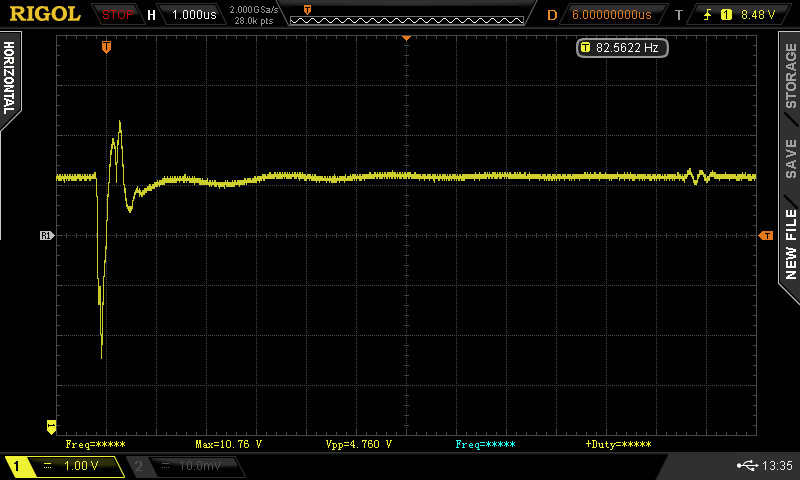 RIGOL STOP H 1.000us 2.000GSa/s 28.0k pts T D 6.00000000us T 1 8.48 V
HORIZONTAL
T
T 82.5622 Hz
STORAGE
SAVE
NEW FILE
R1
T
1
Freq=***** Max=10.76 V Vpp=4.760 V Freq=***** +Duty=*****
1 1.00 V 2 10.0mV 13:35